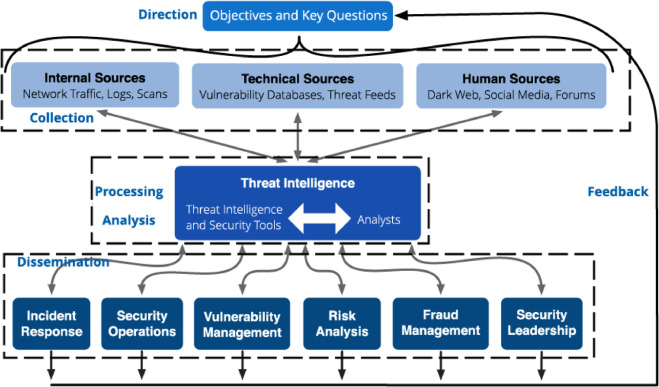 Direction
Objectives and Key Questions
Internal Sources
Network Traffic, Logs, Scans
Technical Sources
Vulnerability Databases, Threat Feeds
Human Sources
Dark Web, Social Media, Forums
Collection
Processing
Analysis
Threat Intelligence
Threat Intelligence
and Security Tools
Analysts
Feedback
Dissemination
Incident
Response
Security
Operations
Vulnerability
Management
Risk
Analysis
Fraud
Management
Security
Leadership